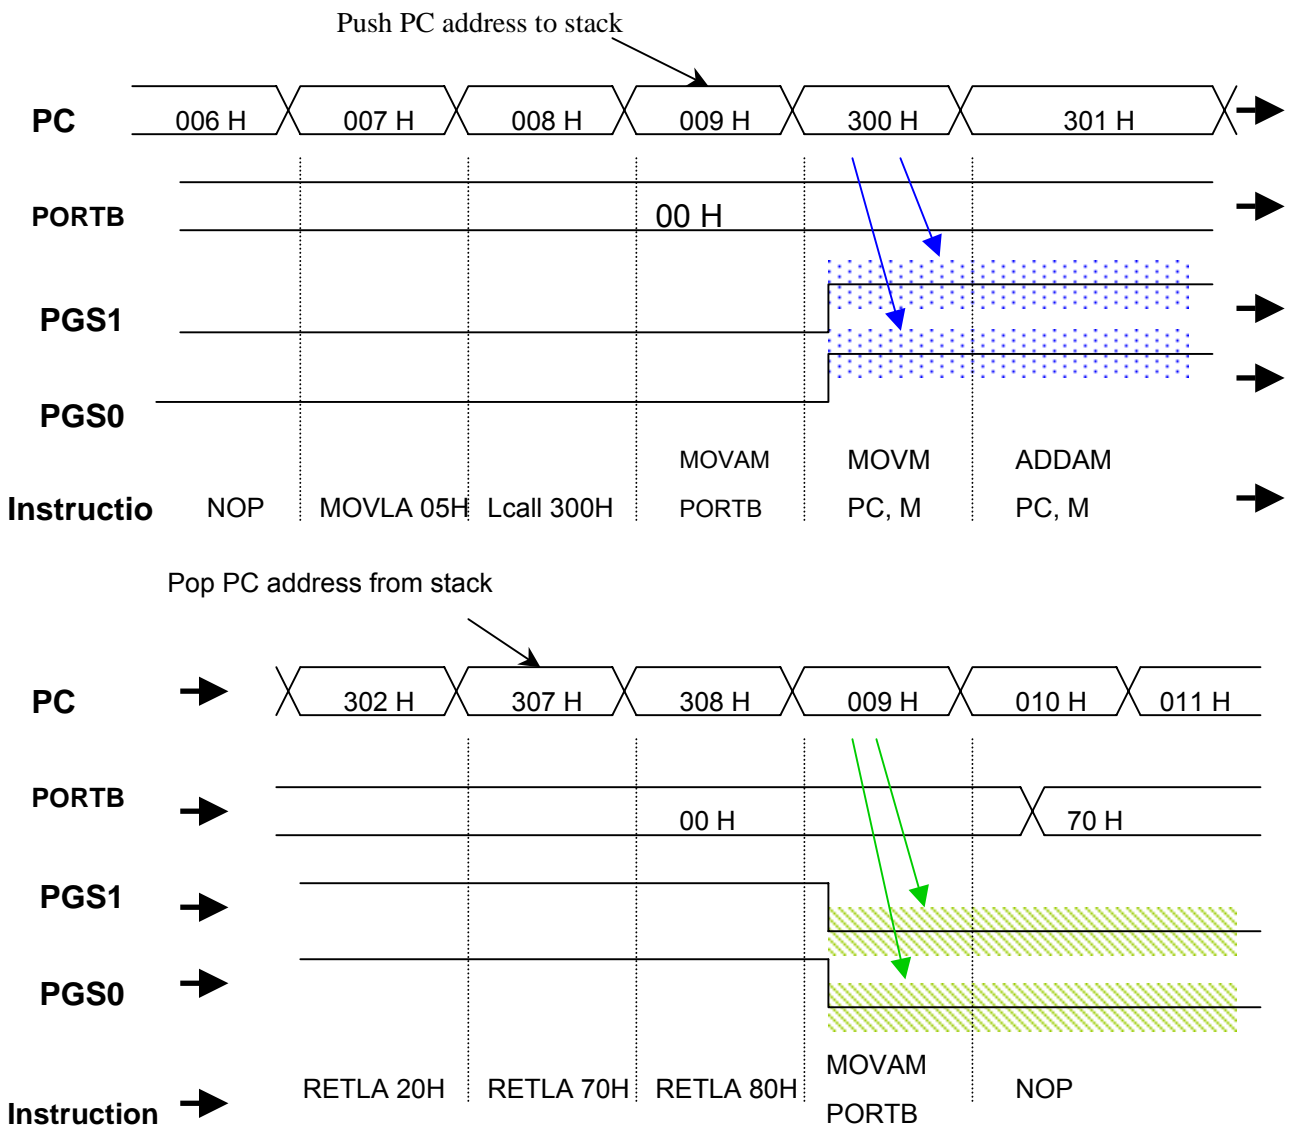 Push PC address to stack
PC 006 H 007 H 008 H 009 H 300 H 301 H
PORTB 00 H
PGS1
PGS0
MOVAM MOVM ADDAM
Instructio NOP MOVLA 05H Lcall 300H PORTB PC, M PC, M
Pop PC address from stack
PC 302 H 307 H 308 H 009 H 010 H 011 H
PORTB 00 H 70 H
PGS1
PGS0
MOVAM
RETLA 20H RETLA 70H RETLA 80H NOP
Instruction PORTB